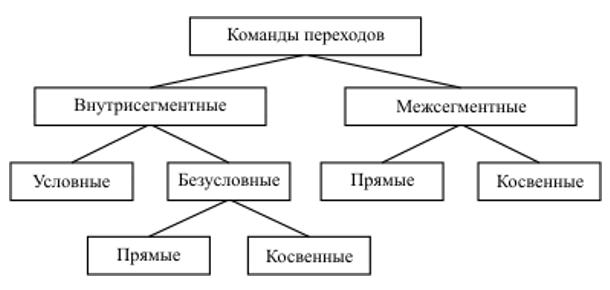 Команды переходов
Внутрисегментные
Межсегментные
Условные
Безусловные
Прямые
Косвенные
Прямые
Косвенные